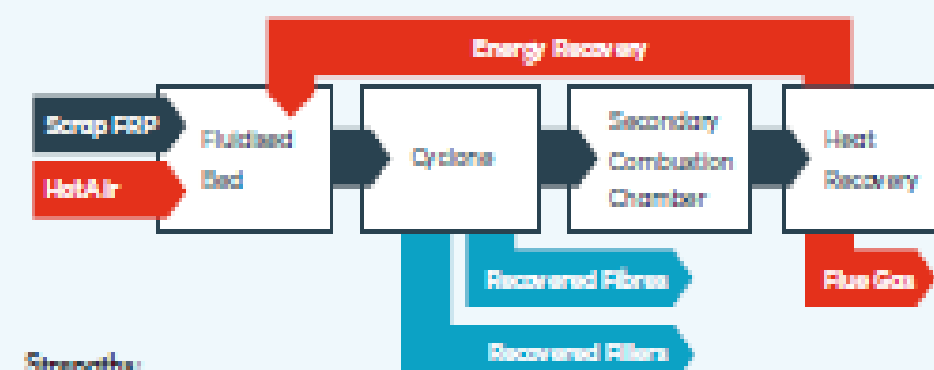 Energy Recovery
Scrap FRP
Hot Air
Fluidised
Bed
Cyclone
Secondary
Combustion
Chamber
Heat
Recovery
Recovered Fibres
Flue Gas
Recovered Fillers
Strengths: